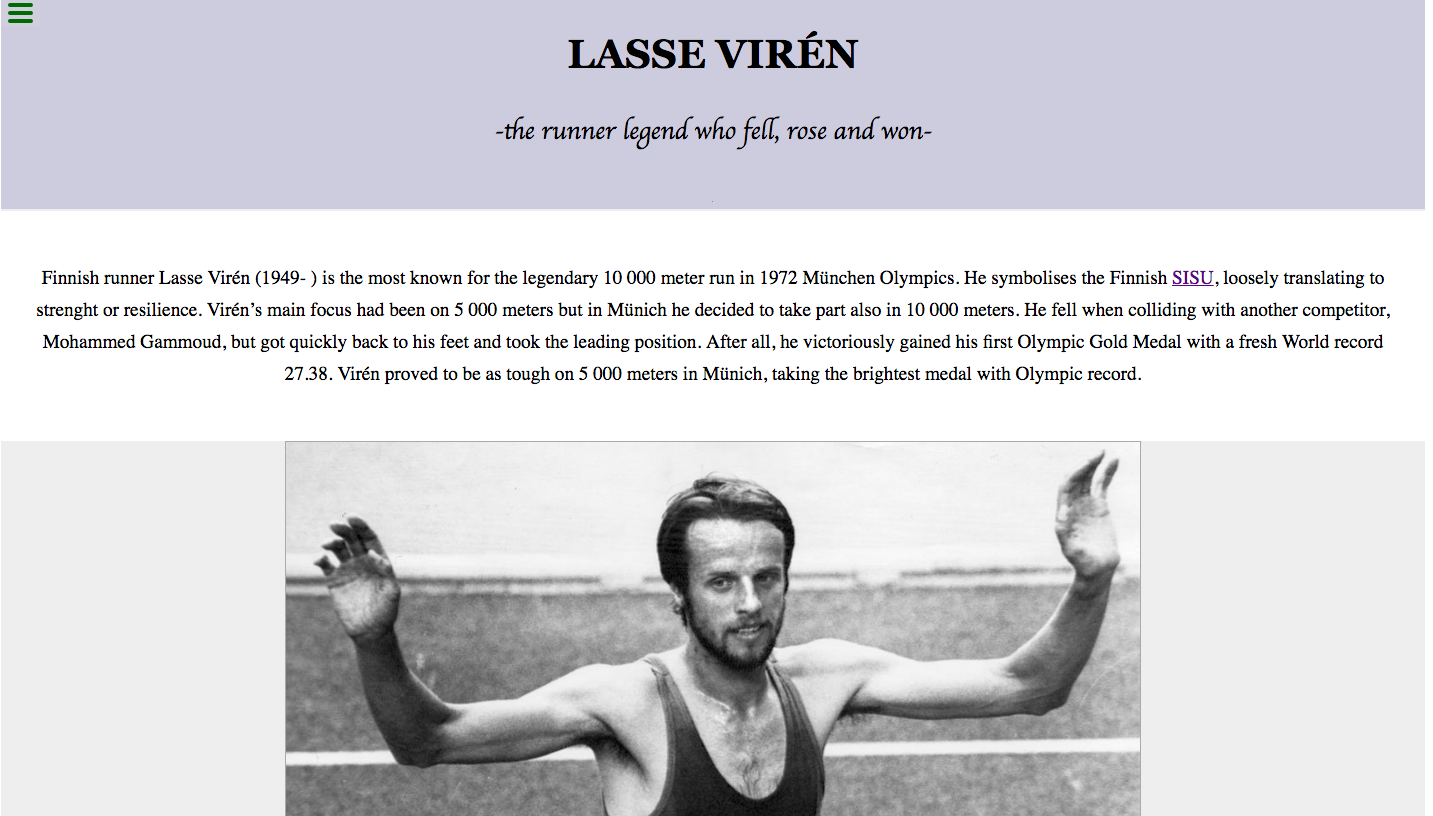 LASSE VIRÉN
-the runner legend who fell, rose and won-
Finnish runner Lasse Virén (1949- ) is the most known for the legendary 10 000 meter run in 1972 München Olympics. He symbolises the Finnish SISU, loosely translating to
strenght or resilience. Virén’s main focus had been on 5 000 meters but in Münich he decided to take part also in 10 000 meters. He fell when colliding with another competitor,
Mohammed Gammoud, but got quickly back to his feet and took the leading position. After all, he victoriously gained his first Olympic Gold Medal with a fresh World record
27.38. Virén proved to be as tough on 5 000 meters in Münich, taking the brightest medal with Olympic record.